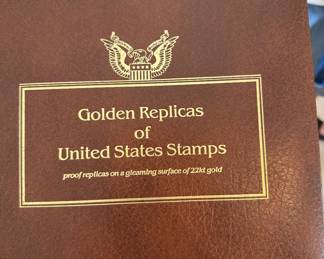 Golden Replicas
of
United States Stamps
proof replicas on a gleaming surface of 22kt gold